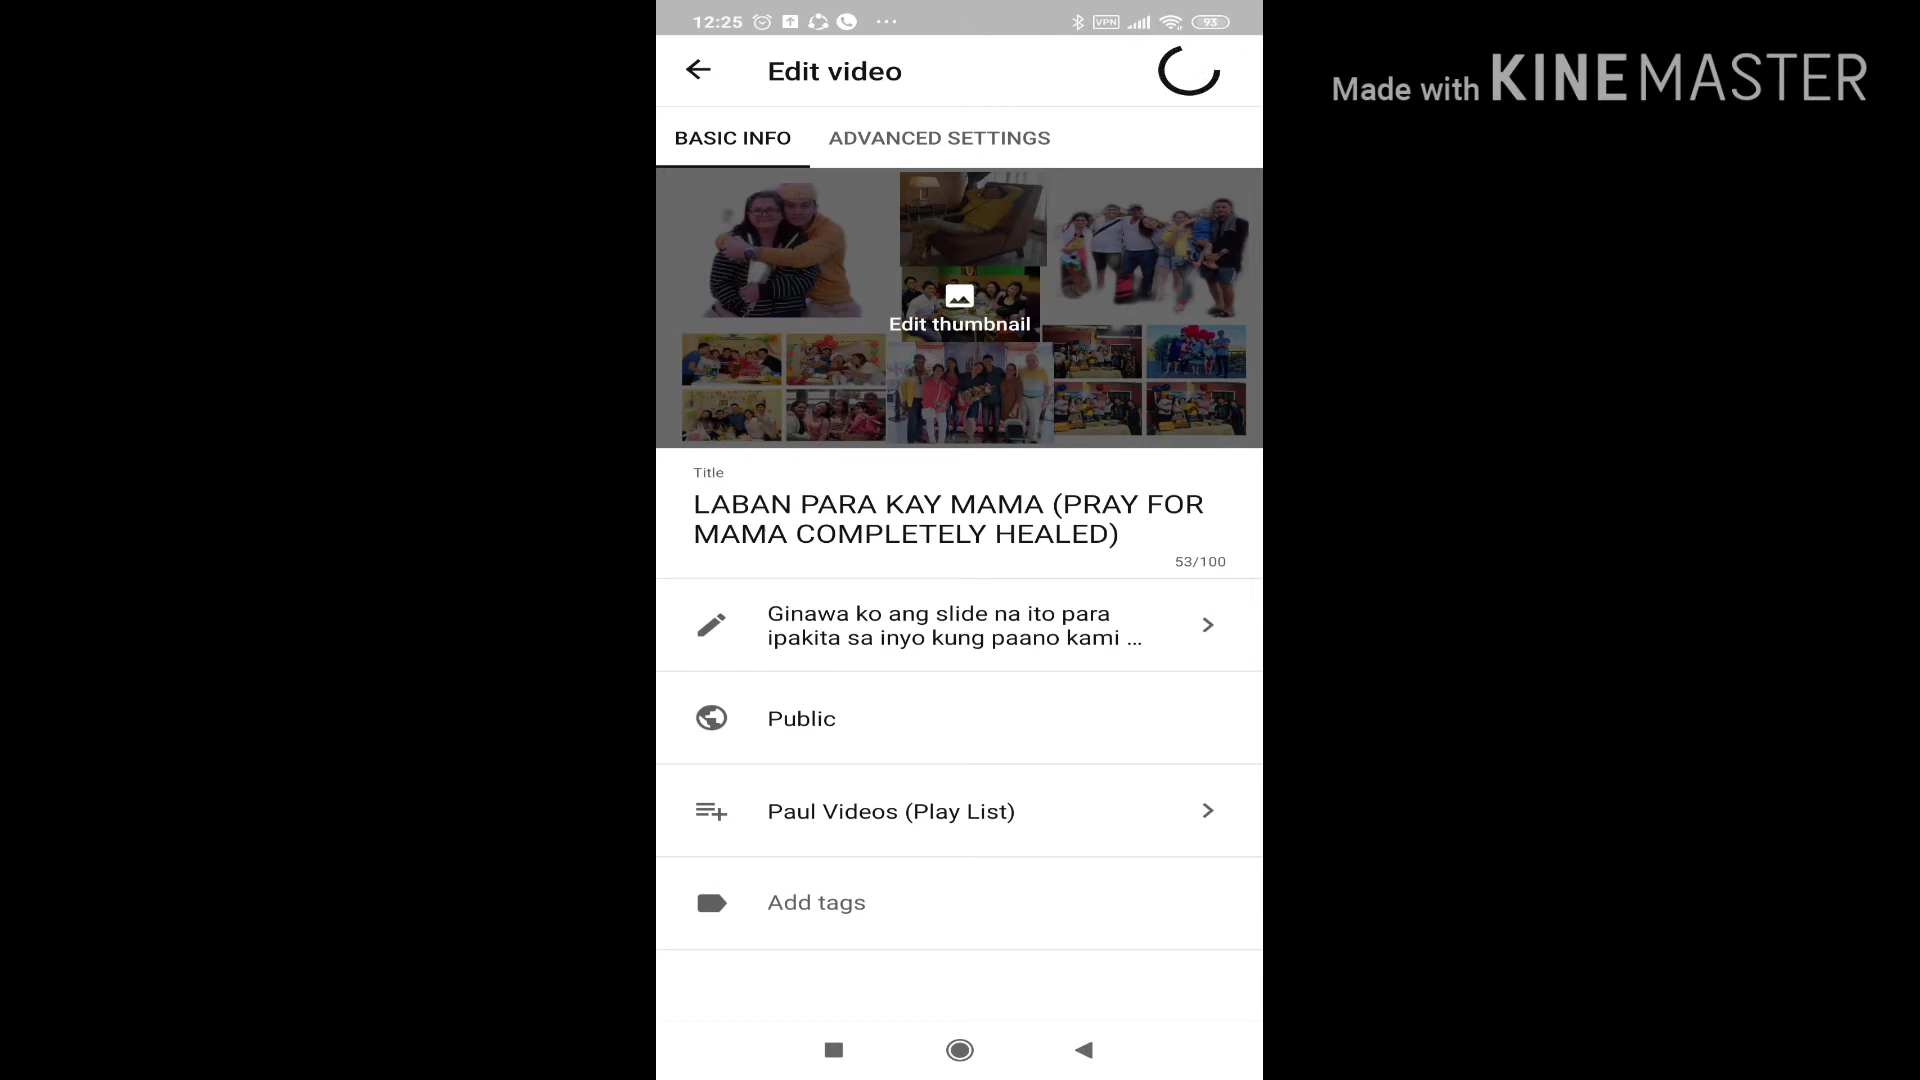 12:25 ... VPN 93
Made with KINEMASTER
Edit video
BASIC INFO ADVANCED SETTINGS
Edit thumbnail
Title
LABAN PARA KAY MAMA (PRAY FOR
MAMA COMPLETELY HEALED)
53/100
Ginawa ko ang slide na ito para
ipakita sa inyo kung paano kami ...
Public
Paul Videos (Play List)
Add tags